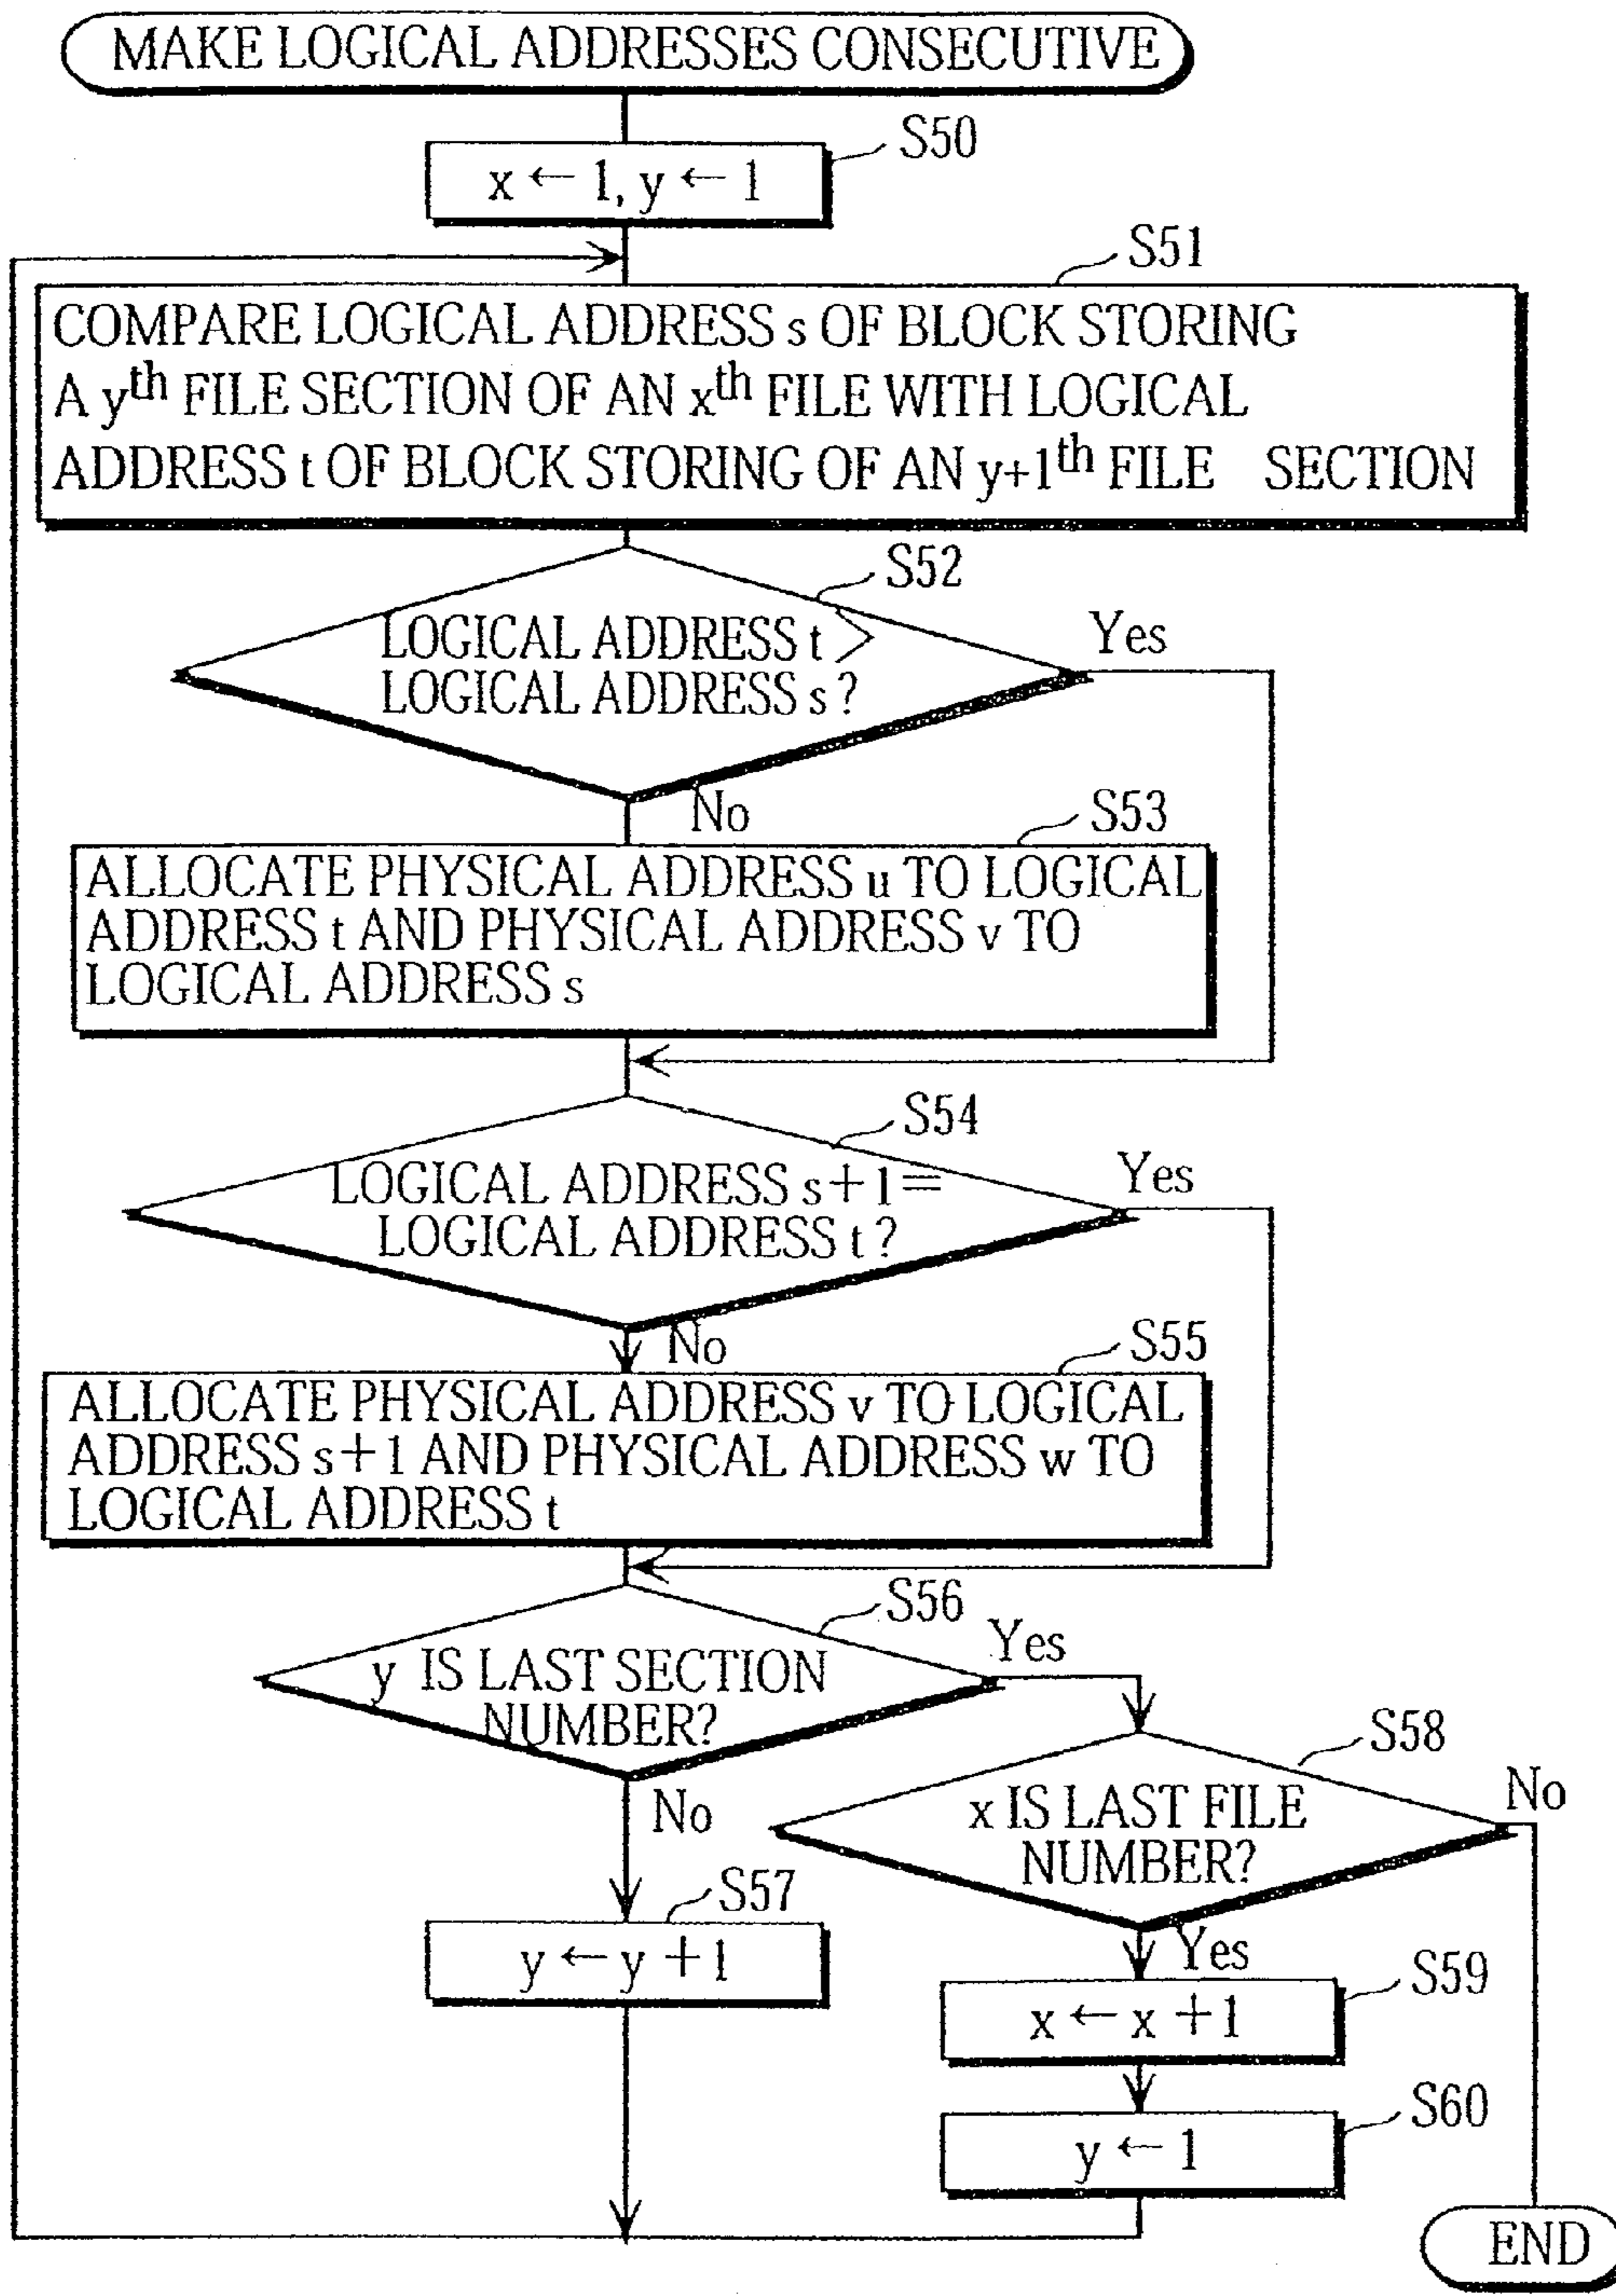 MAKE LOGICAL ADDRESSES CONSECUTIVE
S50
x ← 1, y ← 1
S51
COMPARE LOGICAL ADDRESS s OF BLOCK STORING
A yth FILE SECTION OF AN xth FILE WITH LOGICAL
ADDRESS t OF BLOCK STORING OF AN y+1th FILE SECTION
S52
LOGICAL ADDRESS t >
LOGICAL ADDRESS s ?
Yes
No
S53
ALLOCATE PHYSICAL ADDRESS u TO LOGICAL
ADDRESS t AND PHYSICAL ADDRESS v TO
LOGICAL ADDRESS s
S54
LOGICAL ADDRESS s+1=
LOGICAL ADDRESS t ?
Yes
No
S55
ALLOCATE PHYSICAL ADDRESS v TO LOGICAL
ADDRESS s+1 AND PHYSICAL ADDRESS w TO
LOGICAL ADDRESS t
S56
y IS LAST SECTION
NUMBER?
Yes
No
S57
y ← y +1
S58
x IS LAST FILE
NUMBER?
No
Yes
S59
x ← x +1
S60
y ← 1
END